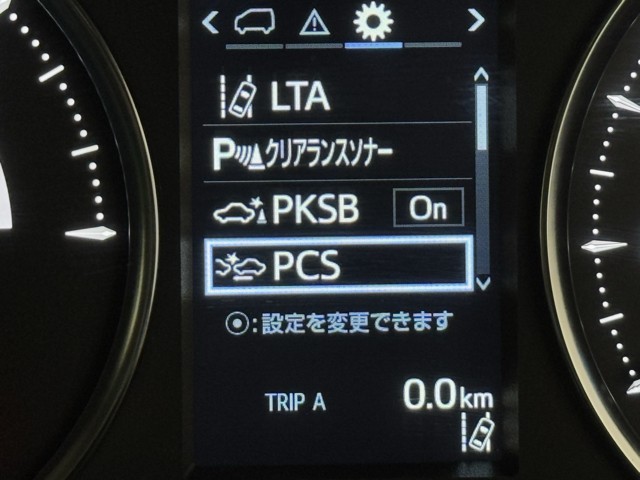 LTA
Pクリアランスソナー
PKSB On
PCS
⦿:設定を変更できます
TRIP A 0.0km